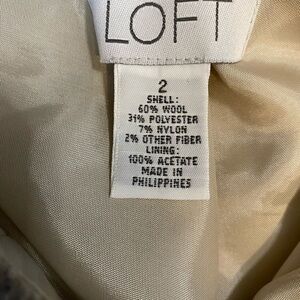 LOFT
2
SHELL:
60% WOOL
31% POLYESTER
7% NYLON
2% OTHER FIBER
LINING:
100% ACETATE
MADE IN
PHILIPPINES